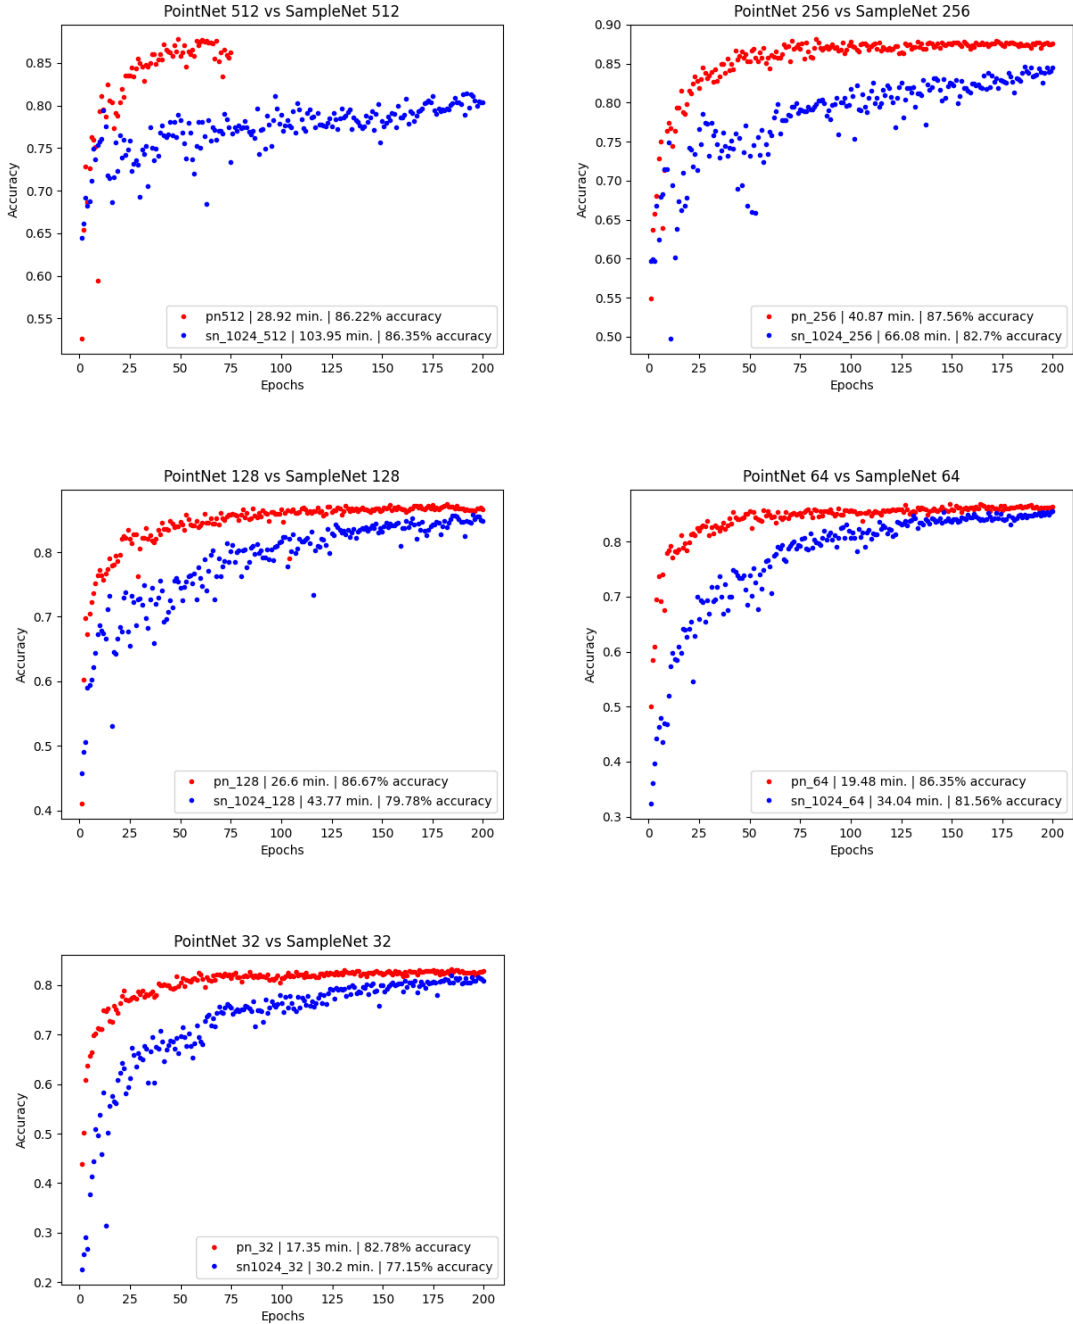 PointNet 512 vs SampleNet 512
Accuracy
0.85
0.80
0.75
0.70
0.65
0.60
0.55
pn512 | 28.92 min. | 86.22% accuracy
sn_1024_512 | 103.95 min. | 86.35% accuracy
0 25 50 75 100 125 150 175 200
Epochs
PointNet 256 vs SampleNet 256
Accuracy
0.90
0.85
0.80
0.75
0.70
0.65
0.60
0.55
0.50
pn_256 | 40.87 min. | 87.56% accuracy
sn_1024_256 | 66.08 min. | 82.7% accuracy
0 25 50 75 100 125 150 175 200
Epochs
PointNet 128 vs SampleNet 128
Accuracy
0.8
0.7
0.6
0.5
0.4
pn_128 | 26.6 min. | 86.67% accuracy
sn_1024_128 | 43.77 min. | 79.78% accuracy
0 25 50 75 100 125 150 175 200
Epochs
PointNet 64 vs SampleNet 64
Accuracy
0.8
0.7
0.6
0.5
0.4
0.3
pn_64 | 19.48 min. | 86.35% accuracy
sn_1024_64 | 34.04 min. | 81.56% accuracy
0 25 50 75 100 125 150 175 200
Epochs
PointNet 32 vs SampleNet 32
Accuracy
0.8
0.7
0.6
0.5
0.4
0.3
0.2
pn_32 | 17.35 min. | 82.78% accuracy
sn1024_32 | 30.2 min. | 77.15% accuracy
0 25 50 75 100 125 150 175 200
Epochs